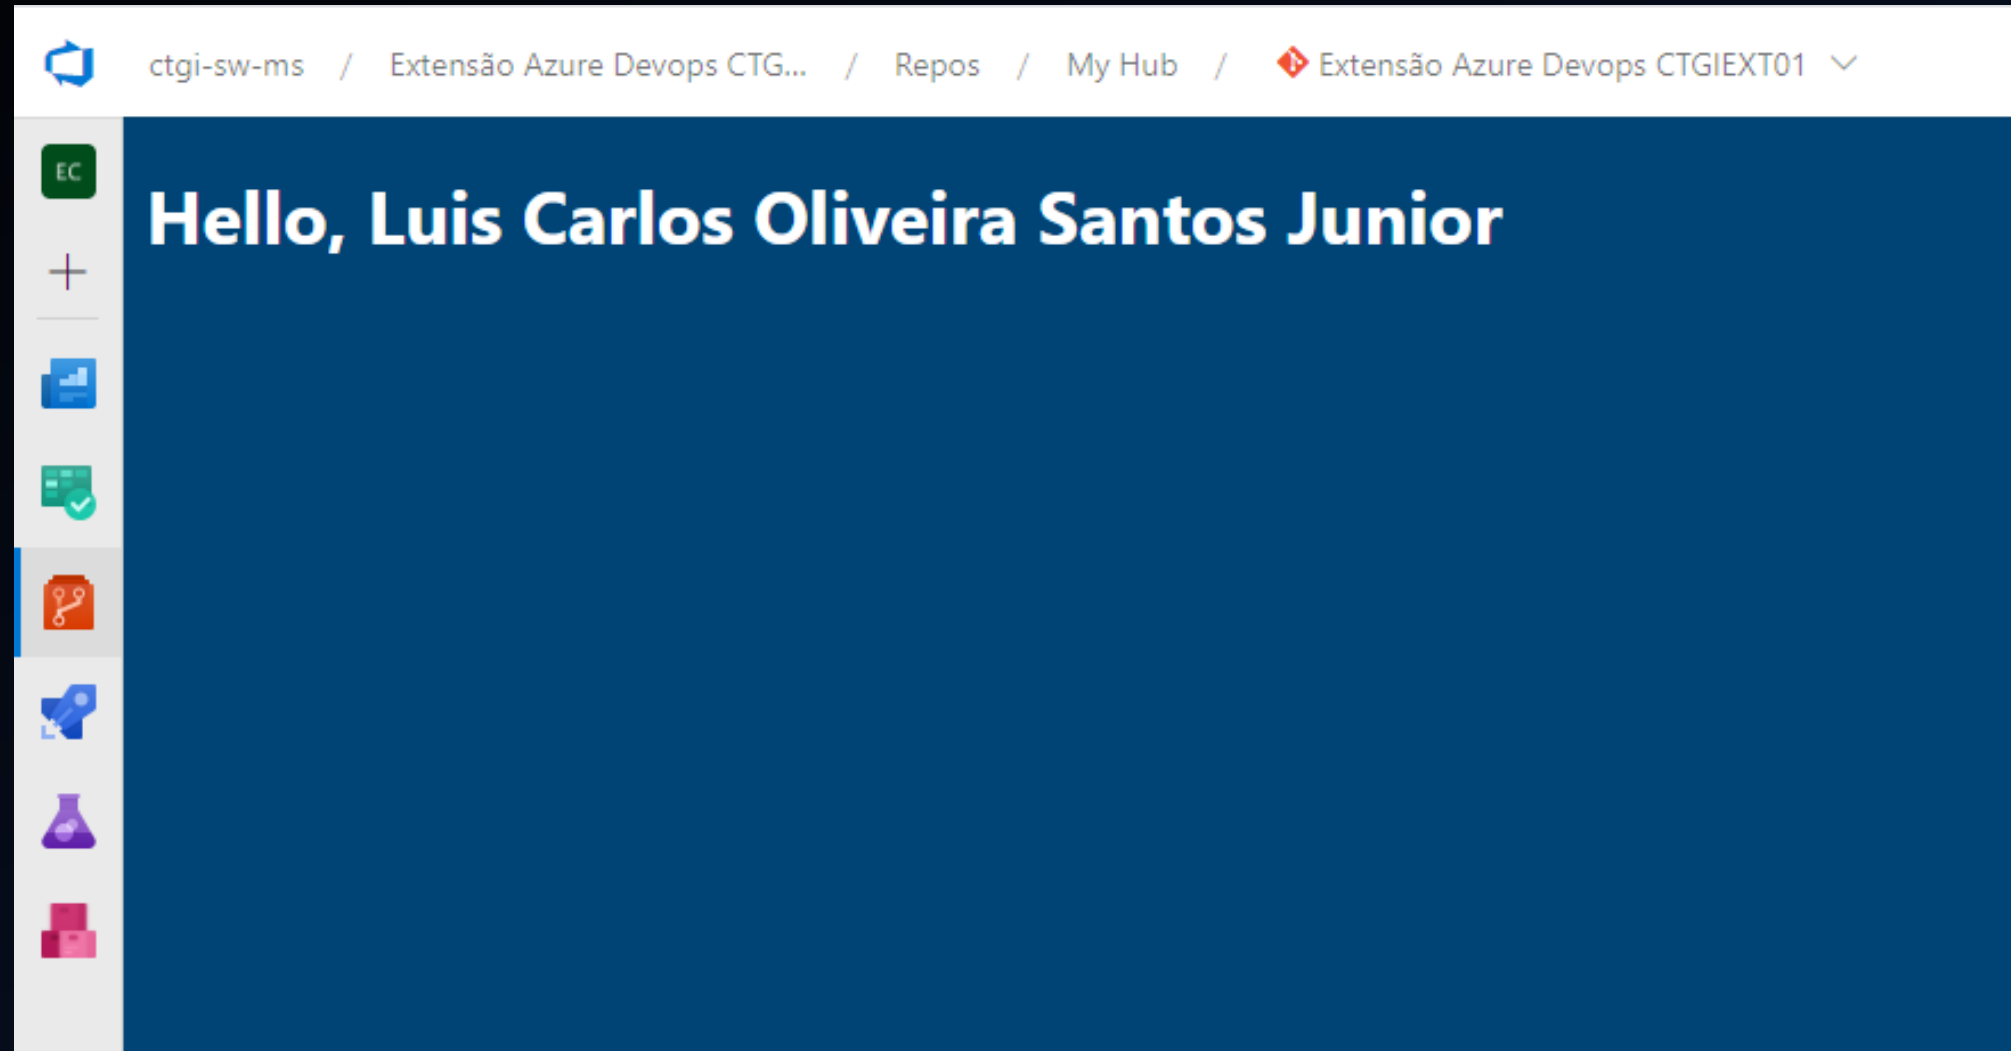 ctgi-sw-ms / Extensão Azure Devops CTG... / Repos / My Hub / Extensão Azure Devops CTGIEXT01
EC
Hello, Luis Carlos Oliveira Santos Junior